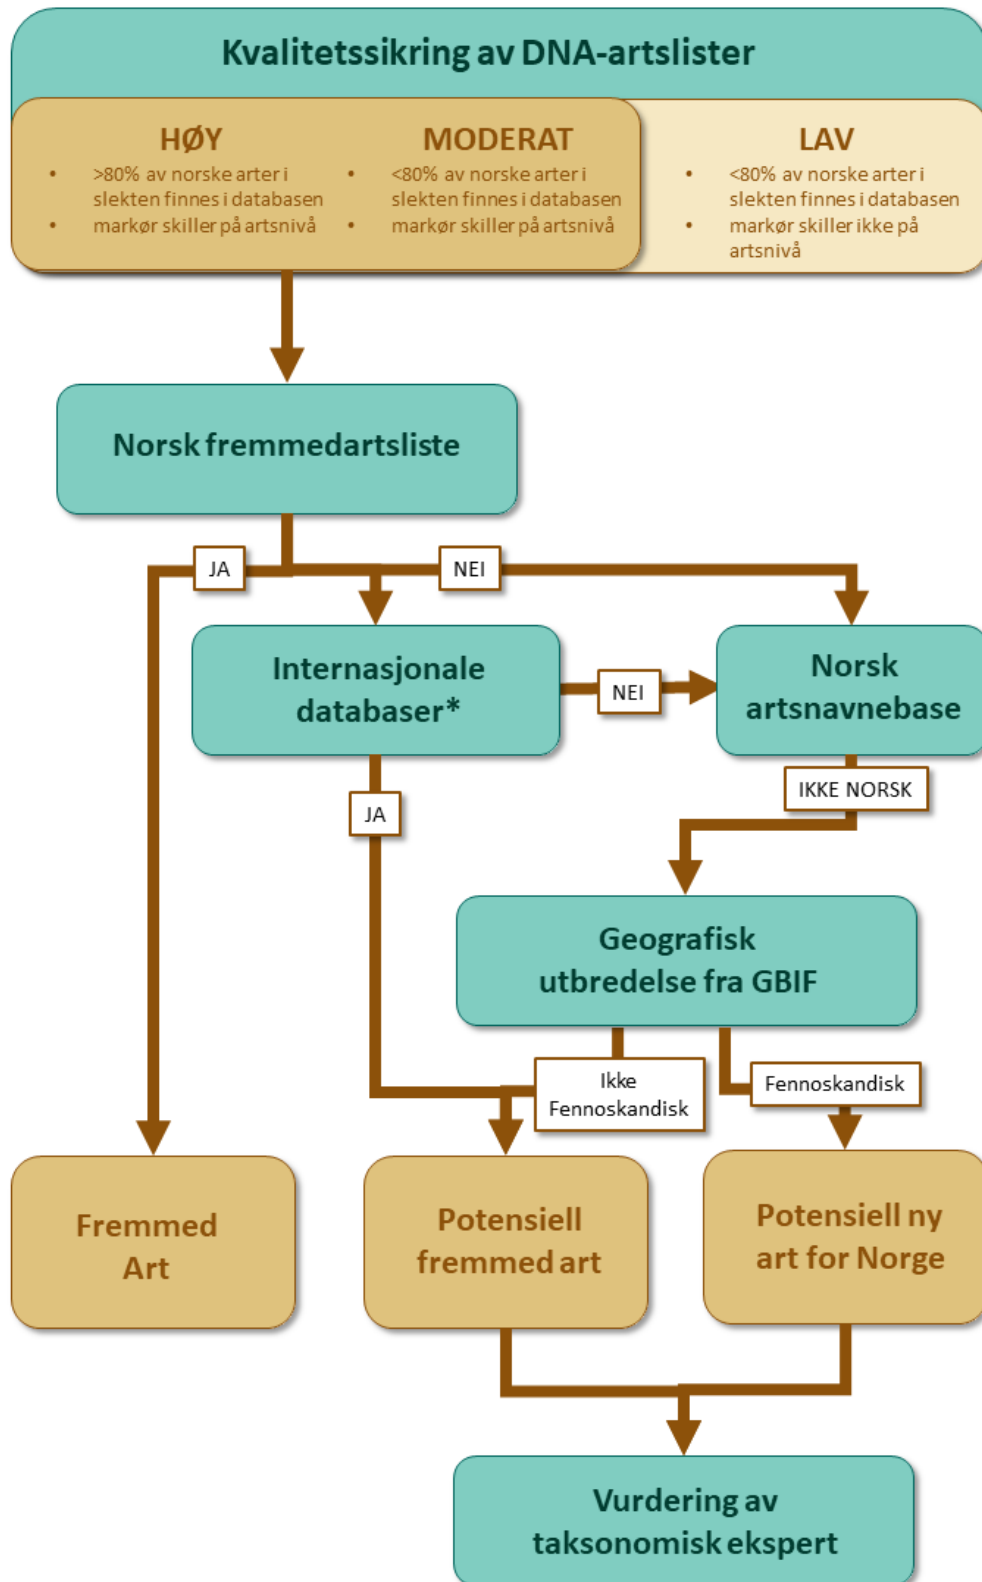 Kvalitetssikring av DNA-artslister
HØY
• >80% av norske arter i
slekten finnes i databasen
• markør skiller på artsnivå
MODERAT
• <80% av norske arter i
slekten finnes i databasen
• markør skiller på artsnivå
LAV
• <80% av norske arter i
slekten finnes i databasen
• markør skiller ikke på
artsnivå
Norsk fremmedartsliste
JA
NEI
Internasjonale
databaser*
NEI
Norsk
artsnavnebase
JA
IKKE NORSK
Geografisk
utbredelse fra GBIF
Ikke
Fennoskandisk
Fennoskandisk
Fremmed
Art
Potensiell
fremmed art
Potensiell ny
art for Norge
Vurdering av
taksonomisk ekspert